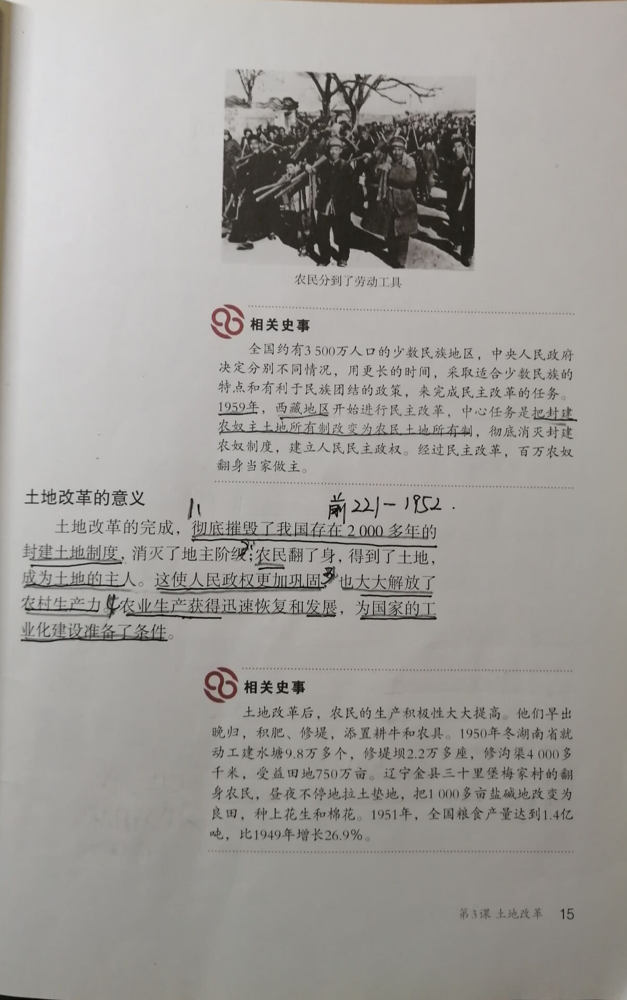 农民分到了劳动工具
相关史事
全国约有3 500万人口的少数民族地区，中央人民政府
决定分别不同情况，用更长的时间，采取适合少数民族的
特点和有利于民族团结的政策，来完成民主改革的任务。
1959年，西藏地区开始进行民主改革，中心任务是把封建
农奴主土地所有制改变为农民土地所有制，彻底消灭封建
农奴制度，建立人民民主政权。经过民主改革，百万农奴
翻身当家做主。
土地改革的意义
1、 前221-1952.
土地改革的完成，彻底摧毁了我国存在2 000多年的
封建土地制度，消灭了地主阶级；2、农民翻了身，得到了土地，
成为土地的主人。这使人民政权更加巩固，3、也大大解放了
农村生产力。4、农业生产获得迅速恢复和发展，为国家的工
业化建设准备了条件。
相关史事
土地改革后，农民的生产积极性大大提高。他们早出
晚归，积肥、修堤，添置耕牛和农具。1950年冬湖南省就
动工建水塘9.8万多个，修堤坝2.2万多座，修沟渠4 000多
千米，受益田地750万亩。辽宁金县三十里堡梅家村的翻
身农民，昼夜不停地拉土垫地，把1 000多亩盐碱地改变为
良田，种上花生和棉花。1951年，全国粮食产量达到1.4亿
吨，比1949年增长26.9%。
第3课 土地改革 15